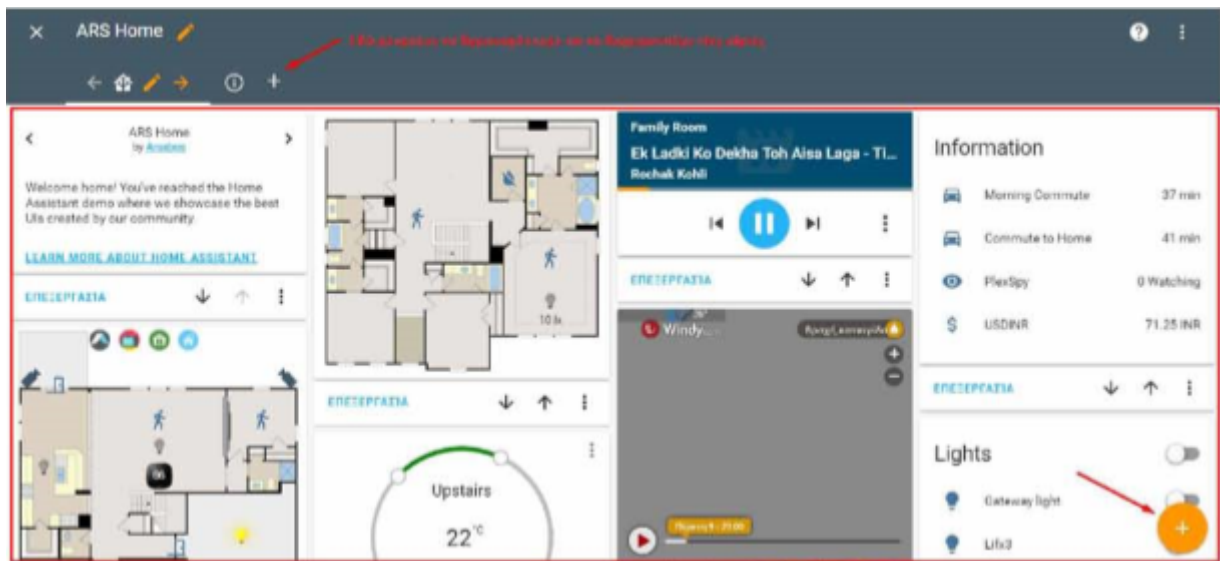 ARS Home
ARS Home
by
Welcome home! You've reached the Home
Assistant demo where we showcase the best
UIs created by our community.
LEARN MORE ABOUT HOME ASSISTANT
ΕΠΕΞΕΡΓΑΣΙΑ
10 lx
ΕΠΕΞΕΡΓΑΣΙΑ
Upstairs
22 °C
Family Room
Ek Ladki Ko Dekha Toh Aisa Laga - Ti...
Rochak Kohli
ΕΠΕΞΕΡΓΑΣΙΑ
Windy
Information
Morning Commute 37 min
Commute to Home 41 min
PlexSpy 0 Watching
USDINR 71.25 INR
ΕΠΕΞΕΡΓΑΣΙΑ
Lights
Gateway light
Lifx3